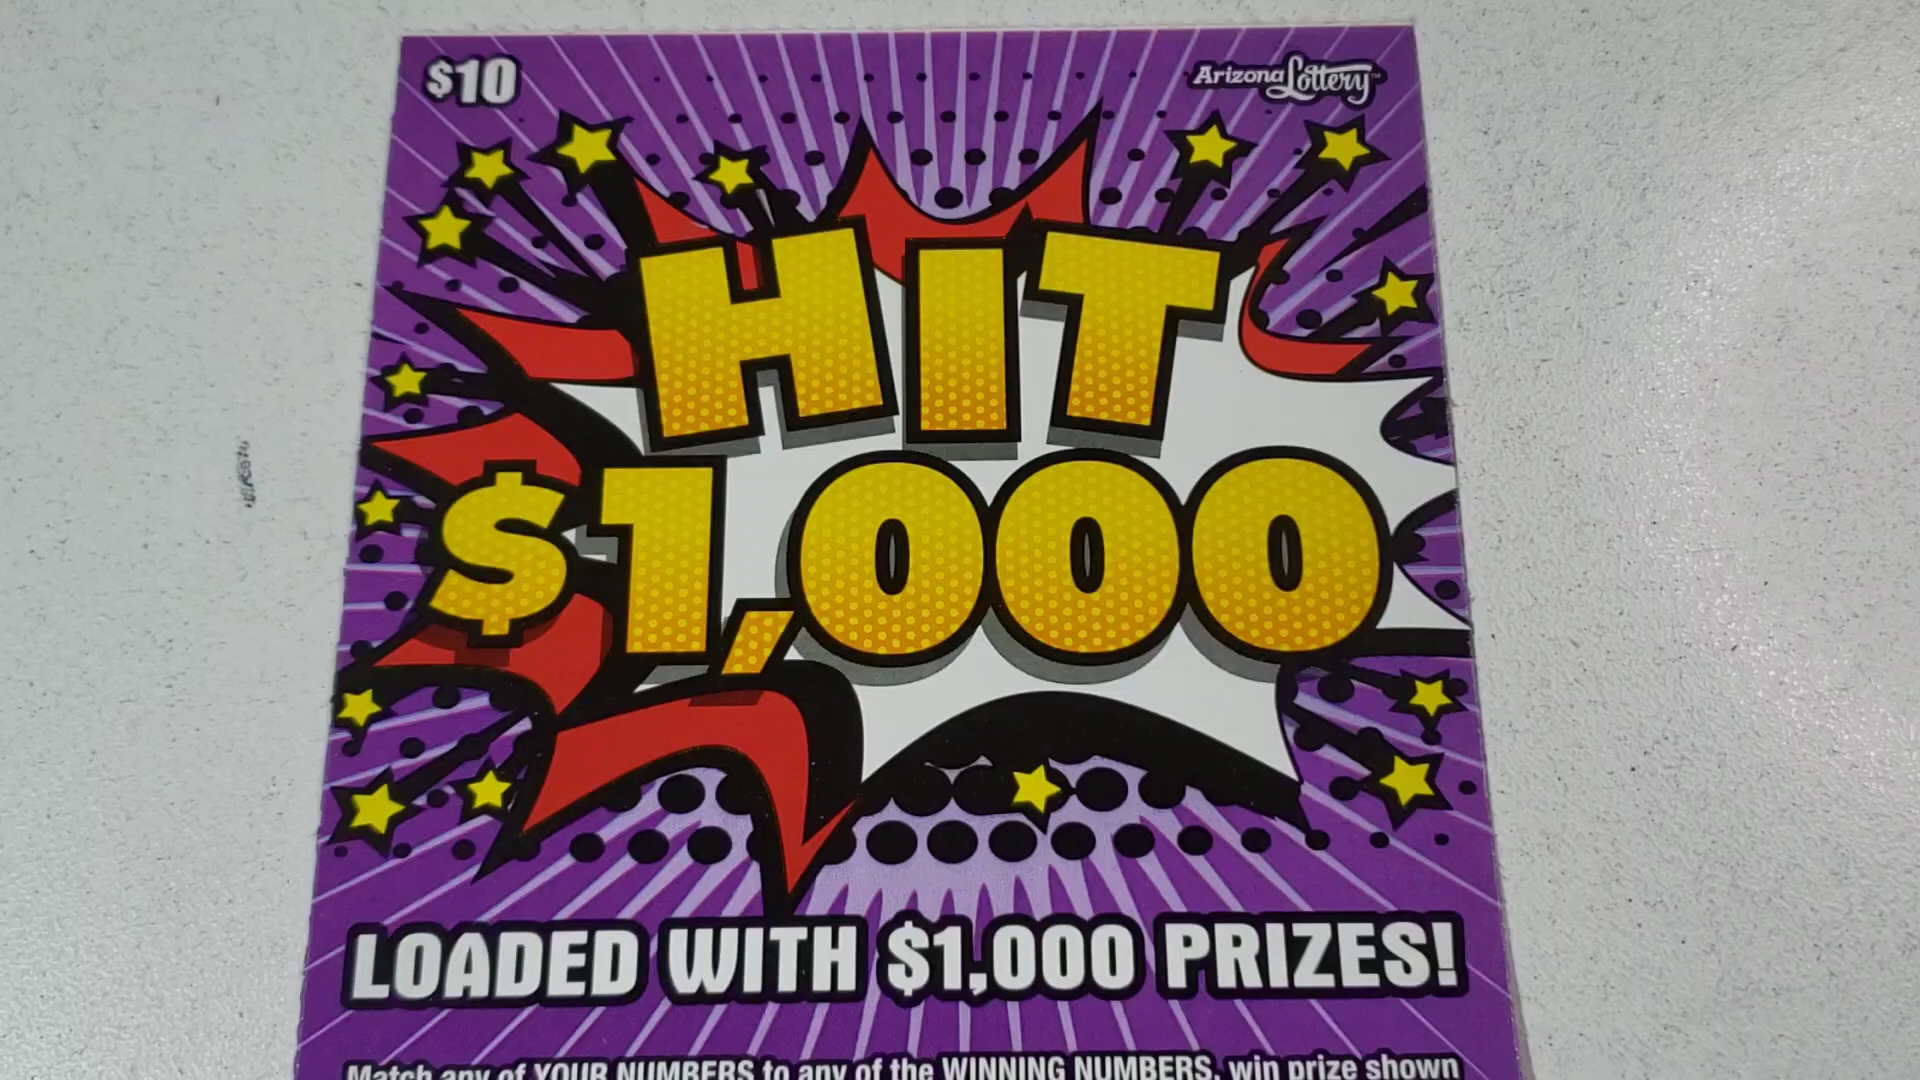 $10
Arizona Lottery™
HIT
$1,000
LOADED WITH $1,000 PRIZES!
Match any of YOUR NUMBERS to any of the WINNING NUMBERS, win prize shown